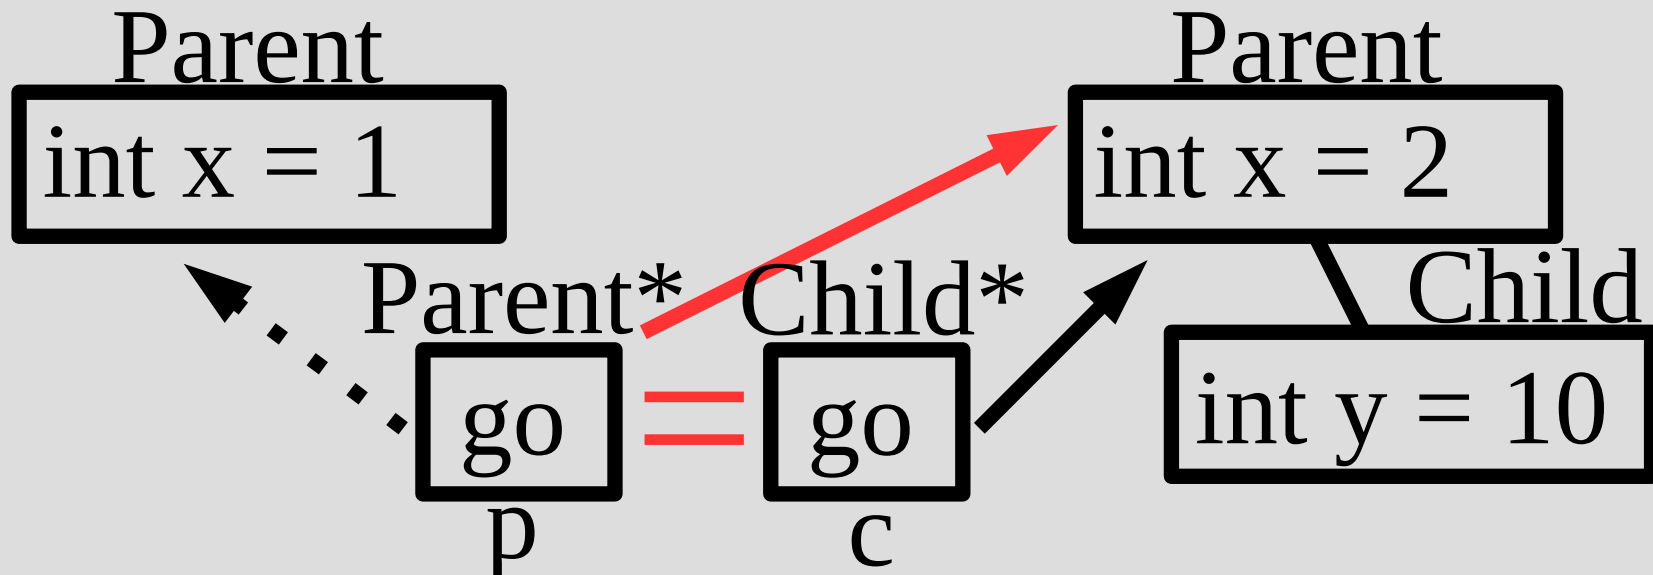 Parent
int x = 1
Parent
int x = 2
Parent*
go
p
=
Child*
go
c
Child
int y = 10